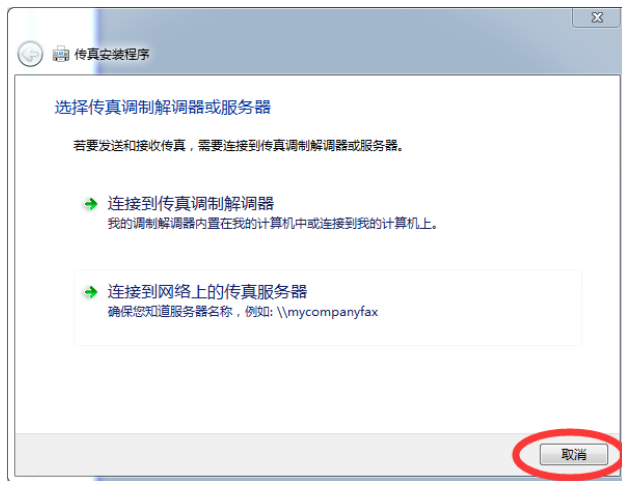 传真安装程序
选择传真调制解调器或服务器
若要发送和接收传真，需要连接到传真调制解调器或服务器。
连接到传真调制解调器
我的调制解调器内置在我的计算机中或连接到我的计算机上。
连接到网络上的传真服务器
确保您知道服务器名称，例如: \\mycompanyfax
取消